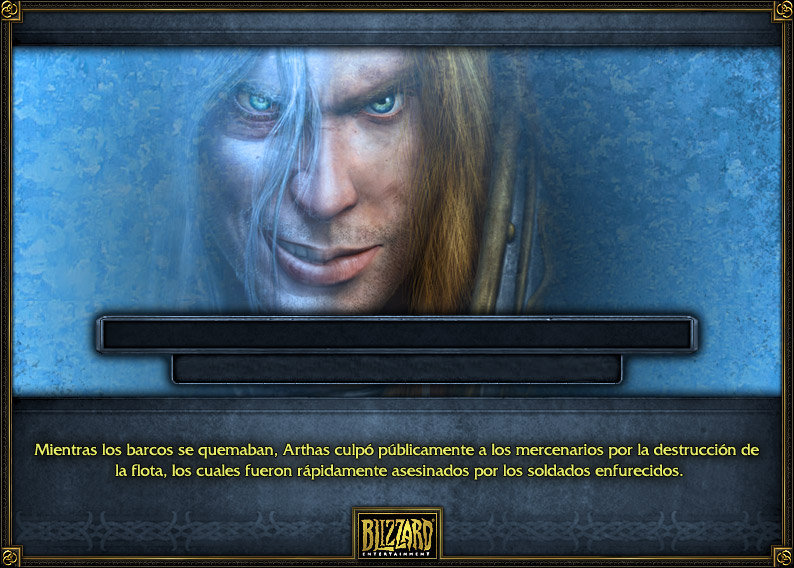 Mientras los barcos se quemaban, Arthas culpó públicamente a los mercenarios por la destrucción de
la flota, los cuales fueron rápidamente asesinados por los soldados enfurecidos.
BLIZZARD
ENTERTAINMENT